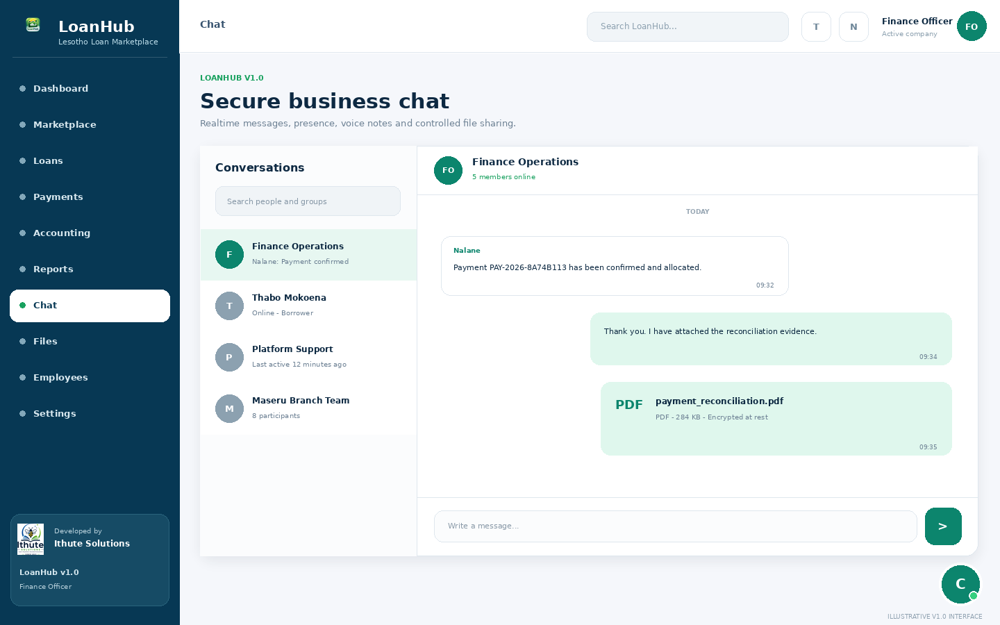 LoanHub
Lesotho Loan Marketplace
Dashboard
Marketplace
Loans
Payments
Accounting
Reports
Chat
Files
Employees
Settings
Developed by
Ithute Solutions
Ithute
LoanHub v1.0
Finance Officer
Chat
Search LoanHub...
T
N
Finance Officer
Active company
FO
LOANHUB V1.0
Secure business chat
Realtime messages, presence, voice notes and controlled file sharing.
Conversations
Search people and groups
F
Finance Operations
Nalane: Payment confirmed
T
Thabo Mokoena
Online - Borrower
P
Platform Support
Last active 12 minutes ago
M
Maseru Branch Team
8 participants
FO
Finance Operations
5 members online
TODAY
Nalane
Payment PAY-2026-8A74B113 has been confirmed and allocated.
09:32
Thank you. I have attached the reconciliation evidence.
09:34
PDF
payment_reconciliation.pdf
PDF - 284 KB - Encrypted at rest
09:35
Write a message...
>
C
ILLUSTRATIVE V1.0 INTERFACE